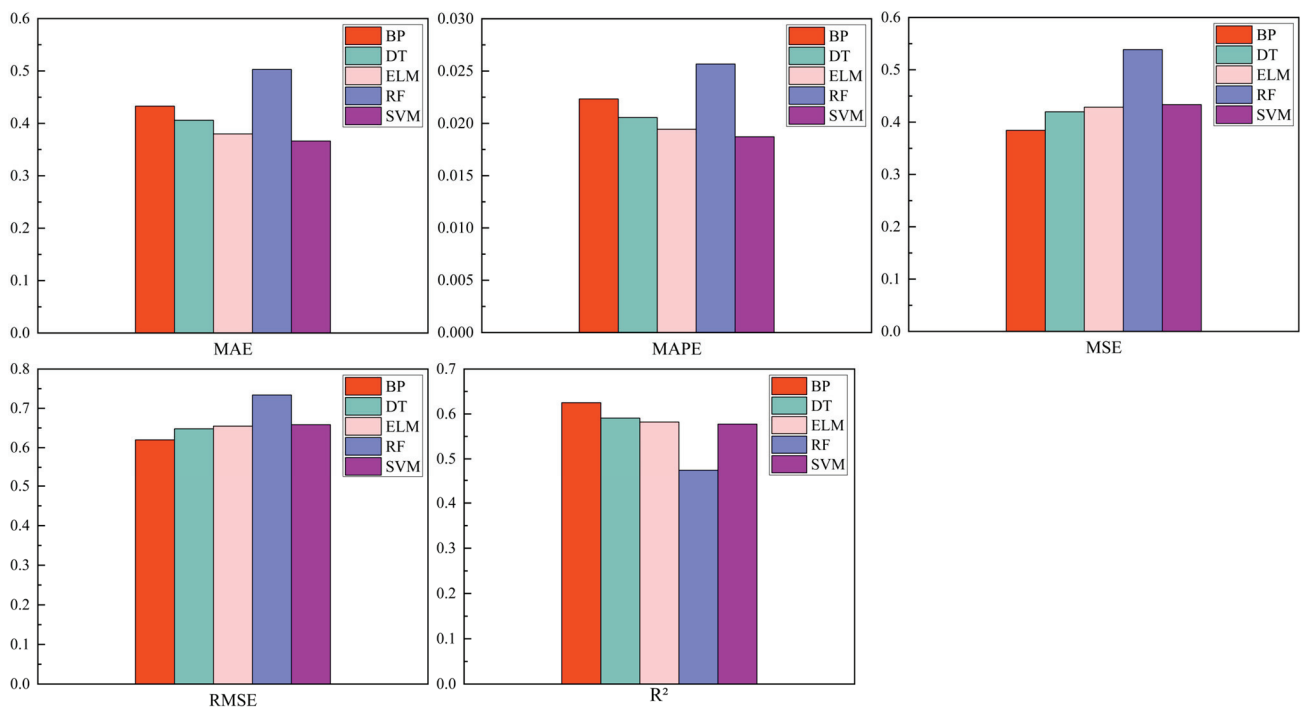 0.6
0.5
0.4
0.3
0.2
0.1
0.0
BP
DT
ELM
RF
SVM
MAE
0.030
0.025
0.020
0.015
0.010
0.005
0.000
BP
DT
ELM
RF
SVM
MAPE
0.6
0.5
0.4
0.3
0.2
0.1
0.0
BP
DT
ELM
RF
SVM
MSE
0.8
0.7
0.6
0.5
0.4
0.3
0.2
0.1
0.0
BP
DT
ELM
RF
SVM
RMSE
0.7
0.6
0.5
0.4
0.3
0.2
0.1
0.0
BP
DT
ELM
RF
SVM
R²